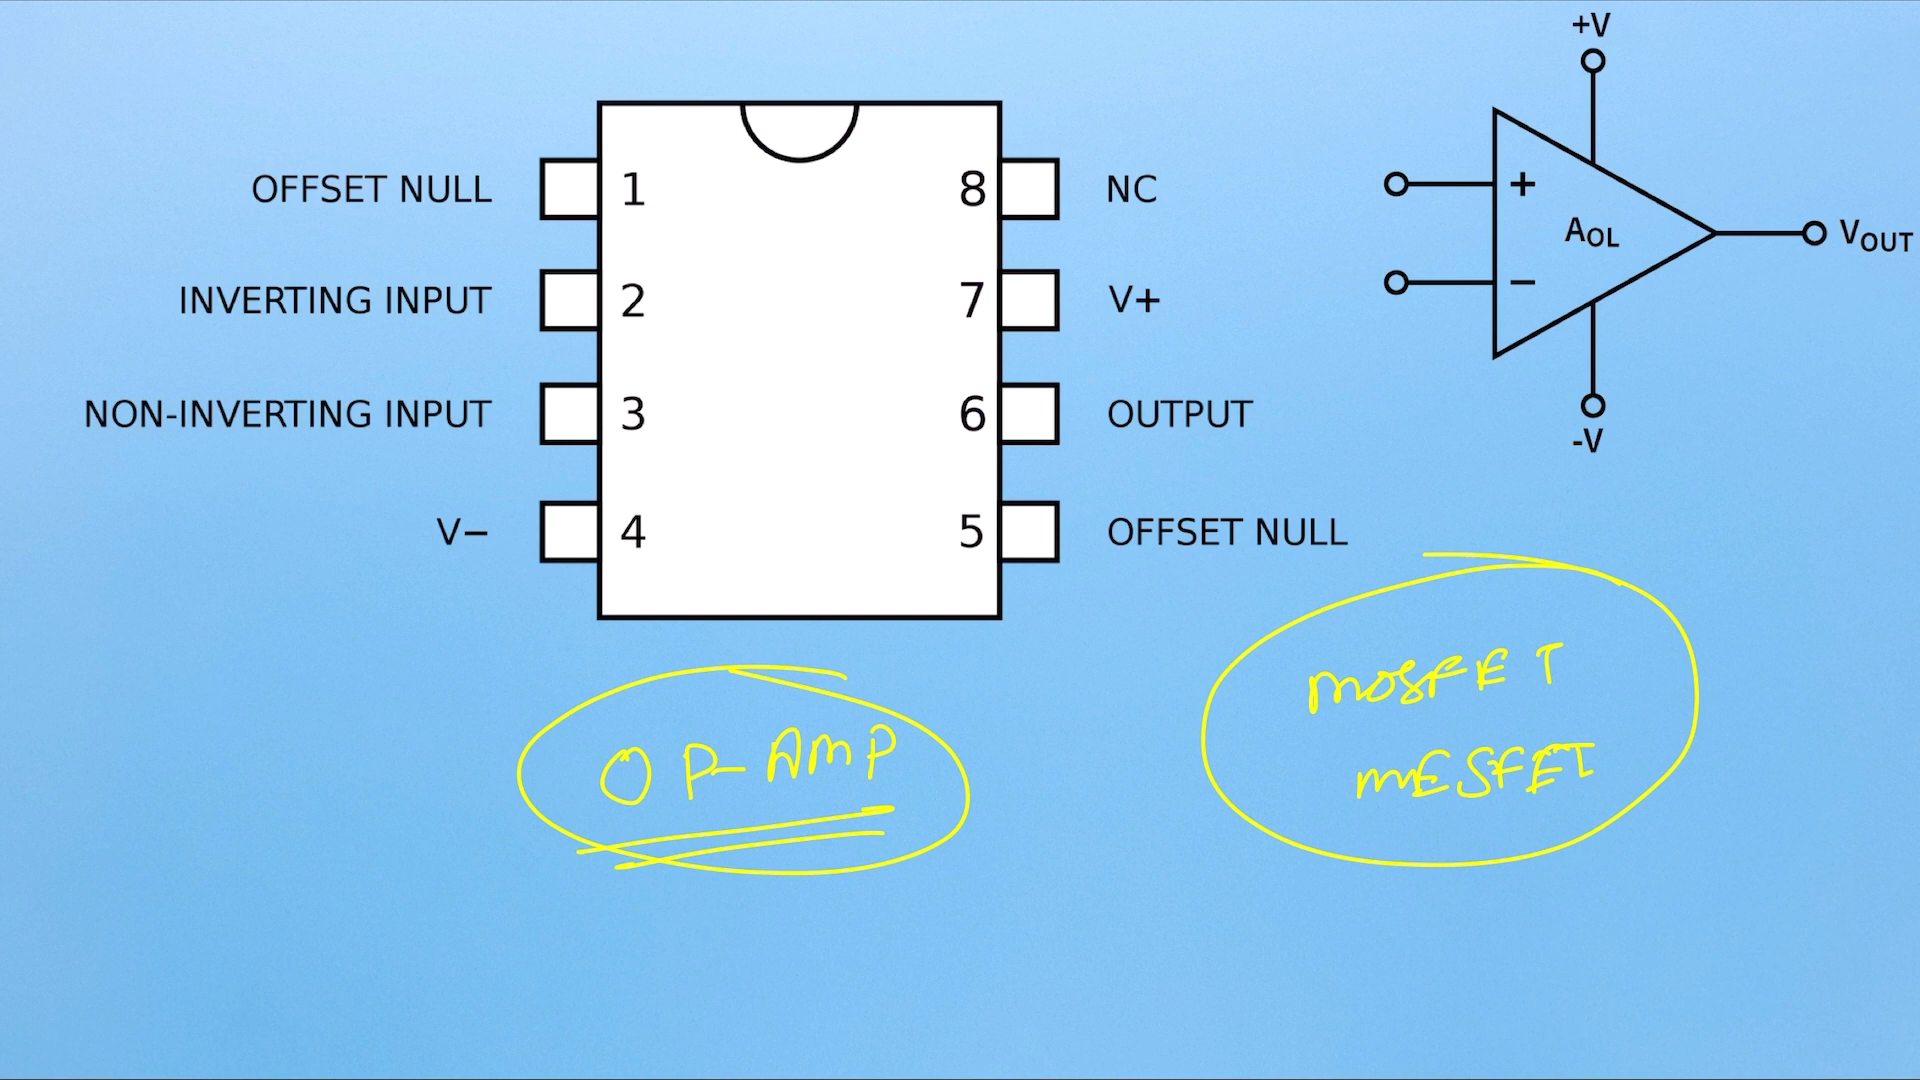 +V
OFFSET NULL 1 8 NC
+ AOL VOUT
INVERTING INPUT 2 7 V+
−
NON-INVERTING INPUT 3 6 OUTPUT
-V
V− 4 5 OFFSET NULL
MOSFET
OP-AMP
MESFET